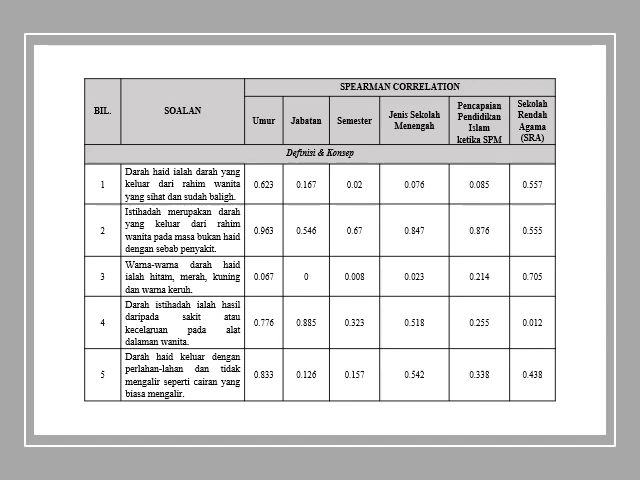 SPEARMAN CORRELATION
BIL.
SOALAN
Umur
Jabatan
Semester
Jenis Sekolah
Menengah
Pencapaian
Pendidikan
Islam
ketika SPM
Sekolah
Rendah
Agama
(SRA)
Definisi & Konsep
1
Darah haid ialah darah yang
keluar dari rahim wanita
yang sihat dan sudah baligh.
0.623
0.167
0.02
0.076
0.085
0.557
2
Istihadah merupakan darah
yang keluar dari rahim
wanita pada masa bukan haid
dengan sebab penyakit.
0.963
0.546
0.67
0.847
0.876
0.555
3
Warna-warna darah haid
ialah hitam, merah, kuning
dan warna keruh.
0.067
0
0.008
0.023
0.214
0.705
4
Darah istihadah ialah hasil
daripada sakit atau
kecelaruan pada alat
dalaman wanita.
0.776
0.885
0.323
0.518
0.255
0.012
5
Darah haid keluar dengan
perlahan-lahan dan tidak
mengalir seperti cairan yang
biasa mengalir.
0.833
0.126
0.157
0.542
0.338
0.438